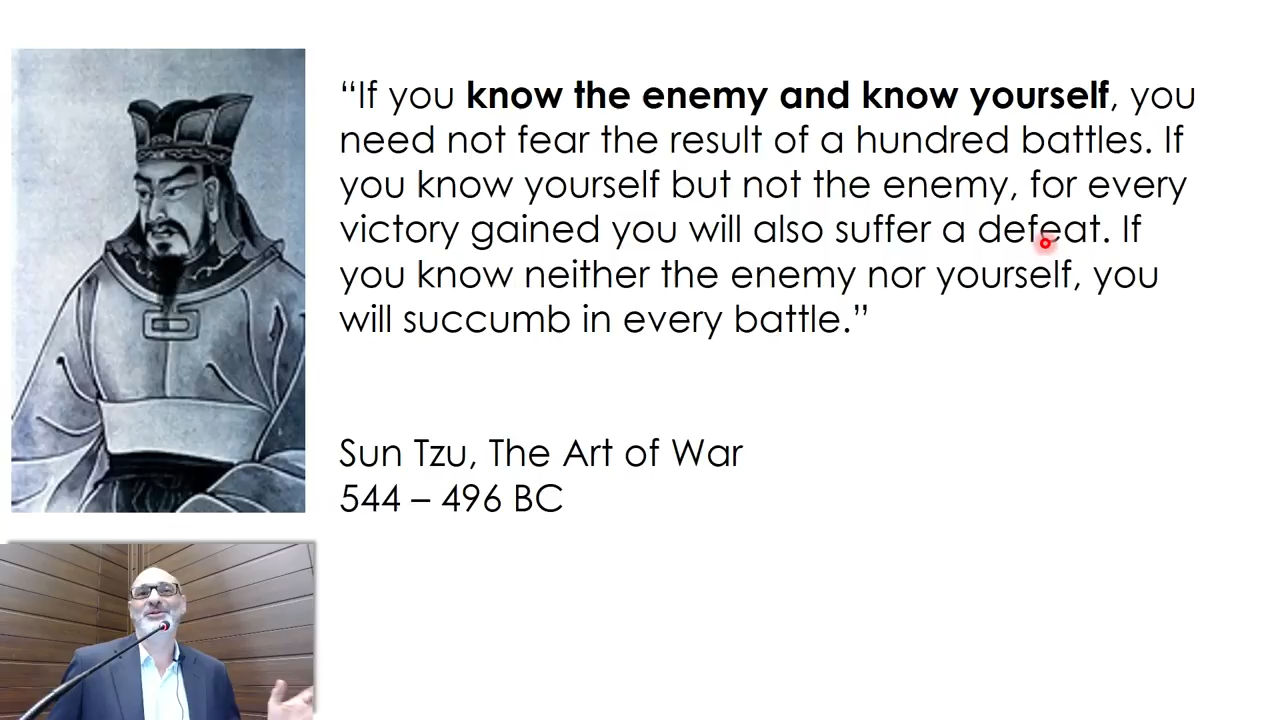 “If you know the enemy and know yourself, you
need not fear the result of a hundred battles. If
you know yourself but not the enemy, for every
victory gained you will also suffer a defeat. If
you know neither the enemy nor yourself, you
will succumb in every battle.”
Sun Tzu, The Art of War
544 – 496 BC